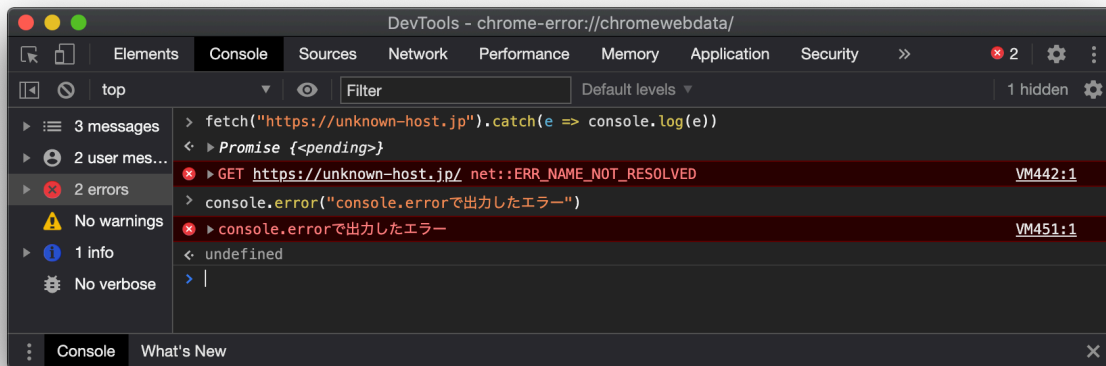 DevTools - chrome-error://chromewebdata/
Elements Console Sources Network Performance Memory Application Security » 2
top Filter Default levels 1 hidden
3 messages
2 user mes...
2 errors
No warnings
1 info
No verbose
> fetch("https://unknown-host.jp").catch(e => console.log(e))
Promise {<pending>}
GET https://unknown-host.jp/ net::ERR_NAME_NOT_RESOLVED VM442:1
> console.error("console.errorで出力したエラー")
console.errorで出力したエラー VM451:1
undefined
>
Console What's New